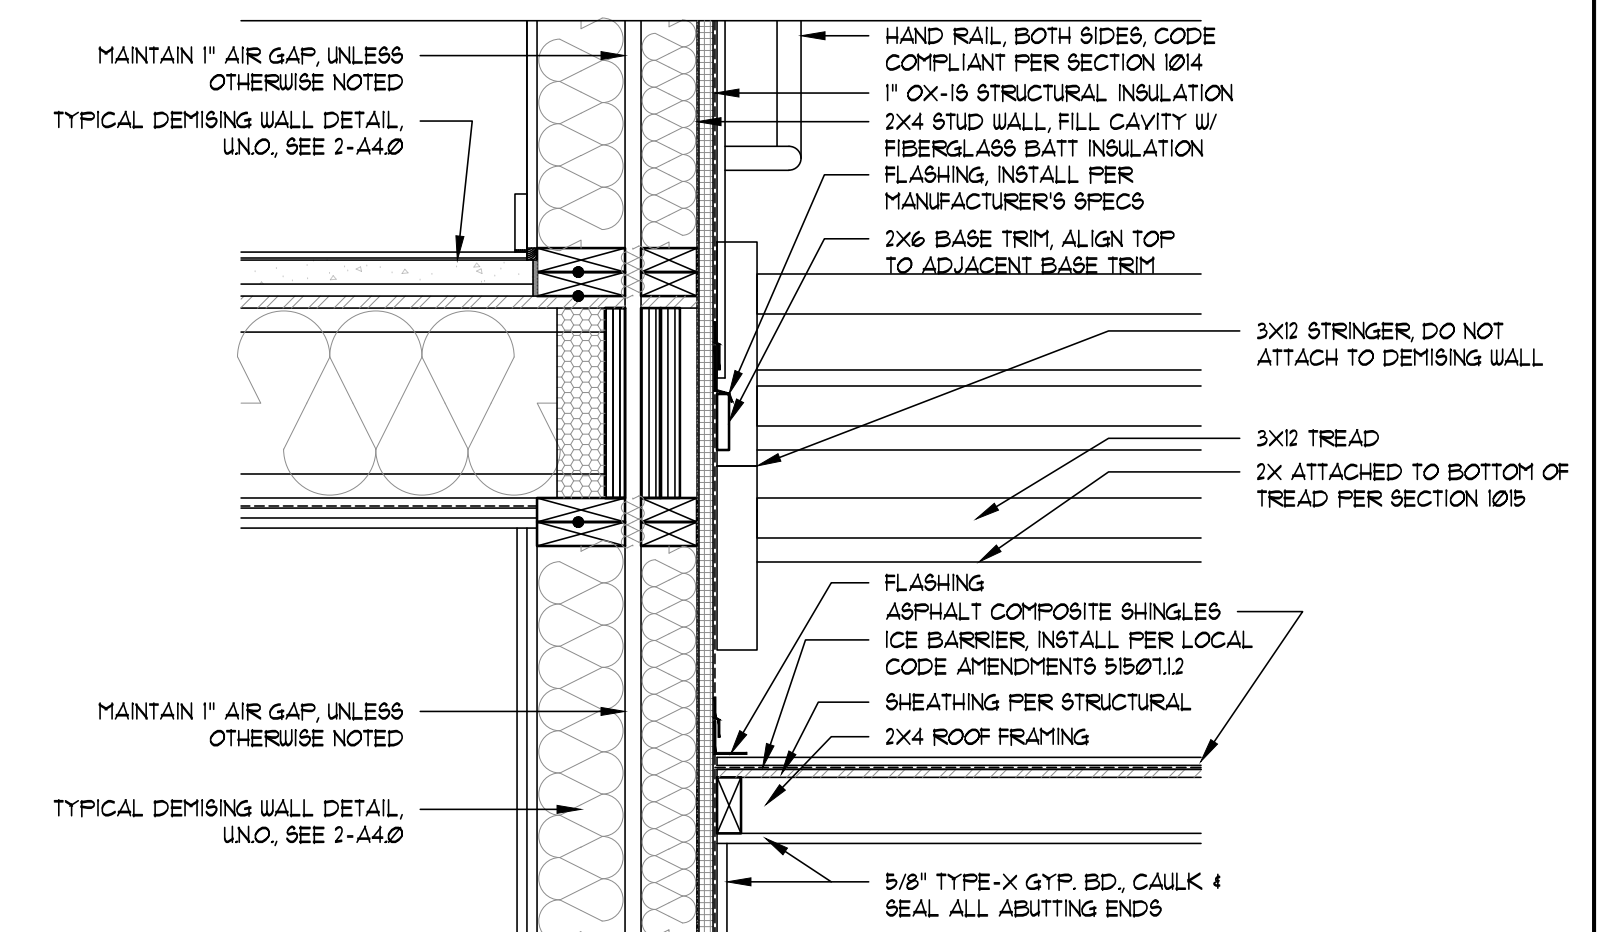 MAINTAIN 1" AIR GAP, UNLESS
OTHERWISE NOTED
TYPICAL DEMISING WALL DETAIL,
U.N.O., SEE 2-A4.0
MAINTAIN 1" AIR GAP, UNLESS
OTHERWISE NOTED
TYPICAL DEMISING WALL DETAIL,
U.N.O., SEE 2-A4.0
HAND RAIL, BOTH SIDES, CODE
COMPLIANT PER SECTION 1014
1" OX-IS STRUCTURAL INSULATION
2X4 STUD WALL, FILL CAVITY W/
FIBERGLASS BATT INSULATION
FLASHING, INSTALL PER
MANUFACTURER'S SPECS
2X6 BASE TRIM, ALIGN TOP
TO ADJACENT BASE TRIM
3X12 STRINGER, DO NOT
ATTACH TO DEMISING WALL
3X12 TREAD
2X ATTACHED TO BOTTOM OF
TREAD PER SECTION 1015
FLASHING
ASPHALT COMPOSITE SHINGLES
ICE BARRIER, INSTALL PER LOCAL
CODE AMENDMENTS 51507.1.2
SHEATHING PER STRUCTURAL
2X4 ROOF FRAMING
5/8" TYPE-X GYP. BD., CAULK &
SEAL ALL ABUTTING ENDS